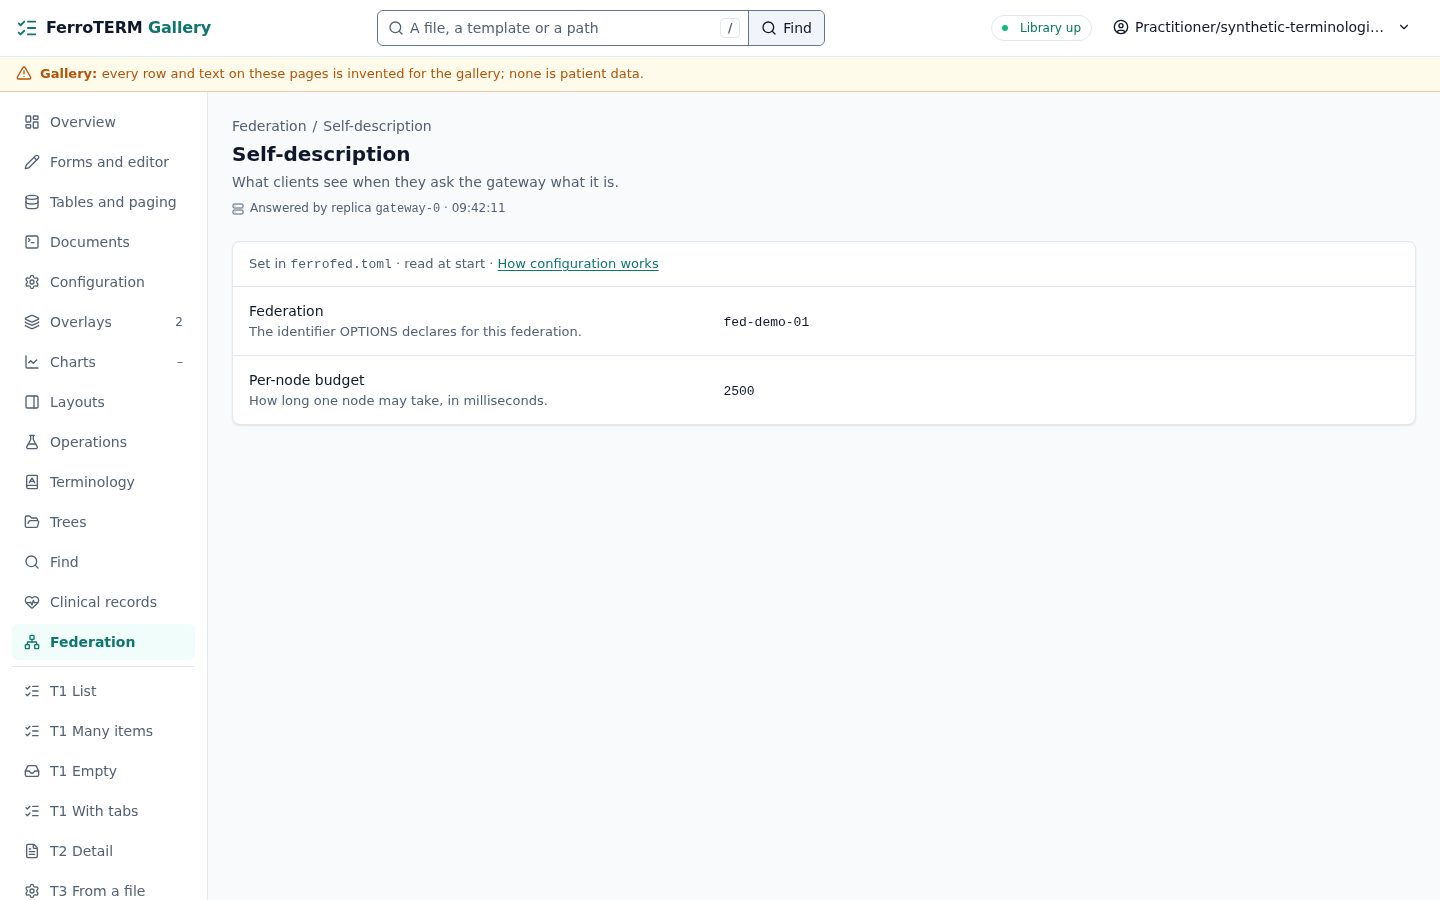 FerroTERM Gallery
A file, a template or a path
/
Find
Library up
Practitioner/synthetic-terminologi…
Gallery: every row and text on these pages is invented for the gallery; none is patient data.
Overview
Forms and editor
Tables and paging
Documents
Configuration
Overlays 2
Charts –
Layouts
Operations
Terminology
Trees
Find
Clinical records
Federation
T1 List
T1 Many items
T1 Empty
T1 With tabs
T2 Detail
T3 From a file
Federation / Self-description
Self-description
What clients see when they ask the gateway what it is.
Answered by replica gateway-0 · 09:42:11
Set in ferrofed.toml · read at start · How configuration works
Federation
The identifier OPTIONS declares for this federation.
fed-demo-01
Per-node budget
How long one node may take, in milliseconds.
2500